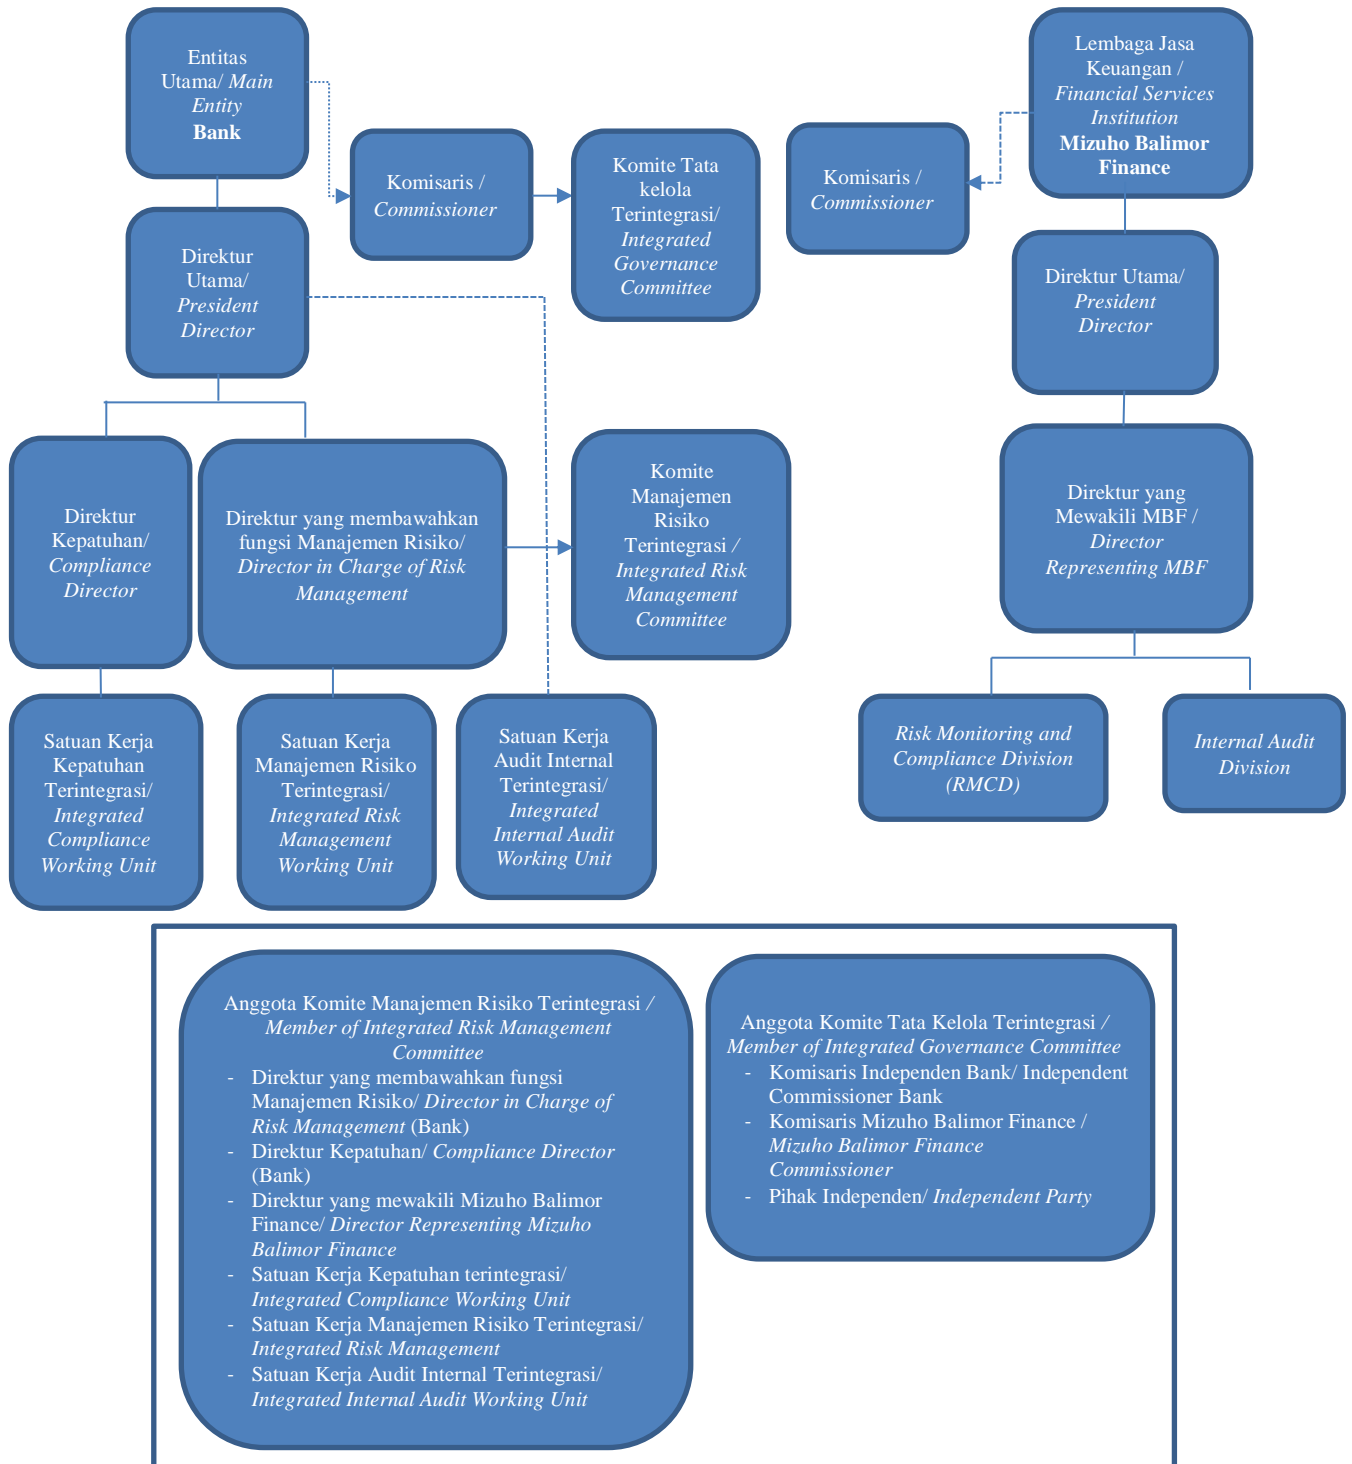 Entitas
Utama/ Main
Entity
Bank
Komisaris /
Commissioner
Komite Tata
kelola
Terintegrasi/
Integrated
Governance
Committee
Komisaris /
Commissioner
Lembaga Jasa
Keuangan /
Financial Services
Institution
Mizuho Balimor
Finance
Direktur
Utama/
President
Director
Direktur Utama/
President
Director
Direktur
Kepatuhan/
Compliance
Director
Direktur yang membawahkan
fungsi Manajemen Risiko/
Director in Charge of Risk
Management
Komite
Manajemen
Risiko
Terintegrasi /
Integrated Risk
Management
Committee
Direktur yang
Mewakili MBF /
Director
Representing MBF
Satuan Kerja
Kepatuhan
Terintegrasi/
Integrated
Compliance
Working Unit
Satuan Kerja
Manajemen Risiko
Terintegrasi/
Integrated Risk
Management
Working Unit
Satuan Kerja
Audit Internal
Terintegrasi/
Integrated
Internal Audit
Working Unit
Risk Monitoring and
Compliance Division
(RMCD)
Internal Audit
Division
Anggota Komite Manajemen Risiko Terintegrasi /
Member of Integrated Risk Management
Committee
- Direktur yang membawahkan fungsi
Manajemen Risiko/ Director in Charge of
Risk Management (Bank)
- Direktur Kepatuhan/ Compliance Director
(Bank)
- Direktur yang mewakili Mizuho Balimor
Finance/ Director Representing Mizuho
Balimor Finance
- Satuan Kerja Kepatuhan terintegrasi/
Integrated Compliance Working Unit
- Satuan Kerja Manajemen Risiko Terintegrasi/
Integrated Risk Management
- Satuan Kerja Audit Internal Terintegrasi/
Integrated Internal Audit Working Unit
Anggota Komite Tata Kelola Terintegrasi /
Member of Integrated Governance Committee
- Komisaris Independen Bank/ Independent
Commissioner Bank
- Komisaris Mizuho Balimor Finance /
Mizuho Balimor Finance
Commissioner
- Pihak Independen/ Independent Party